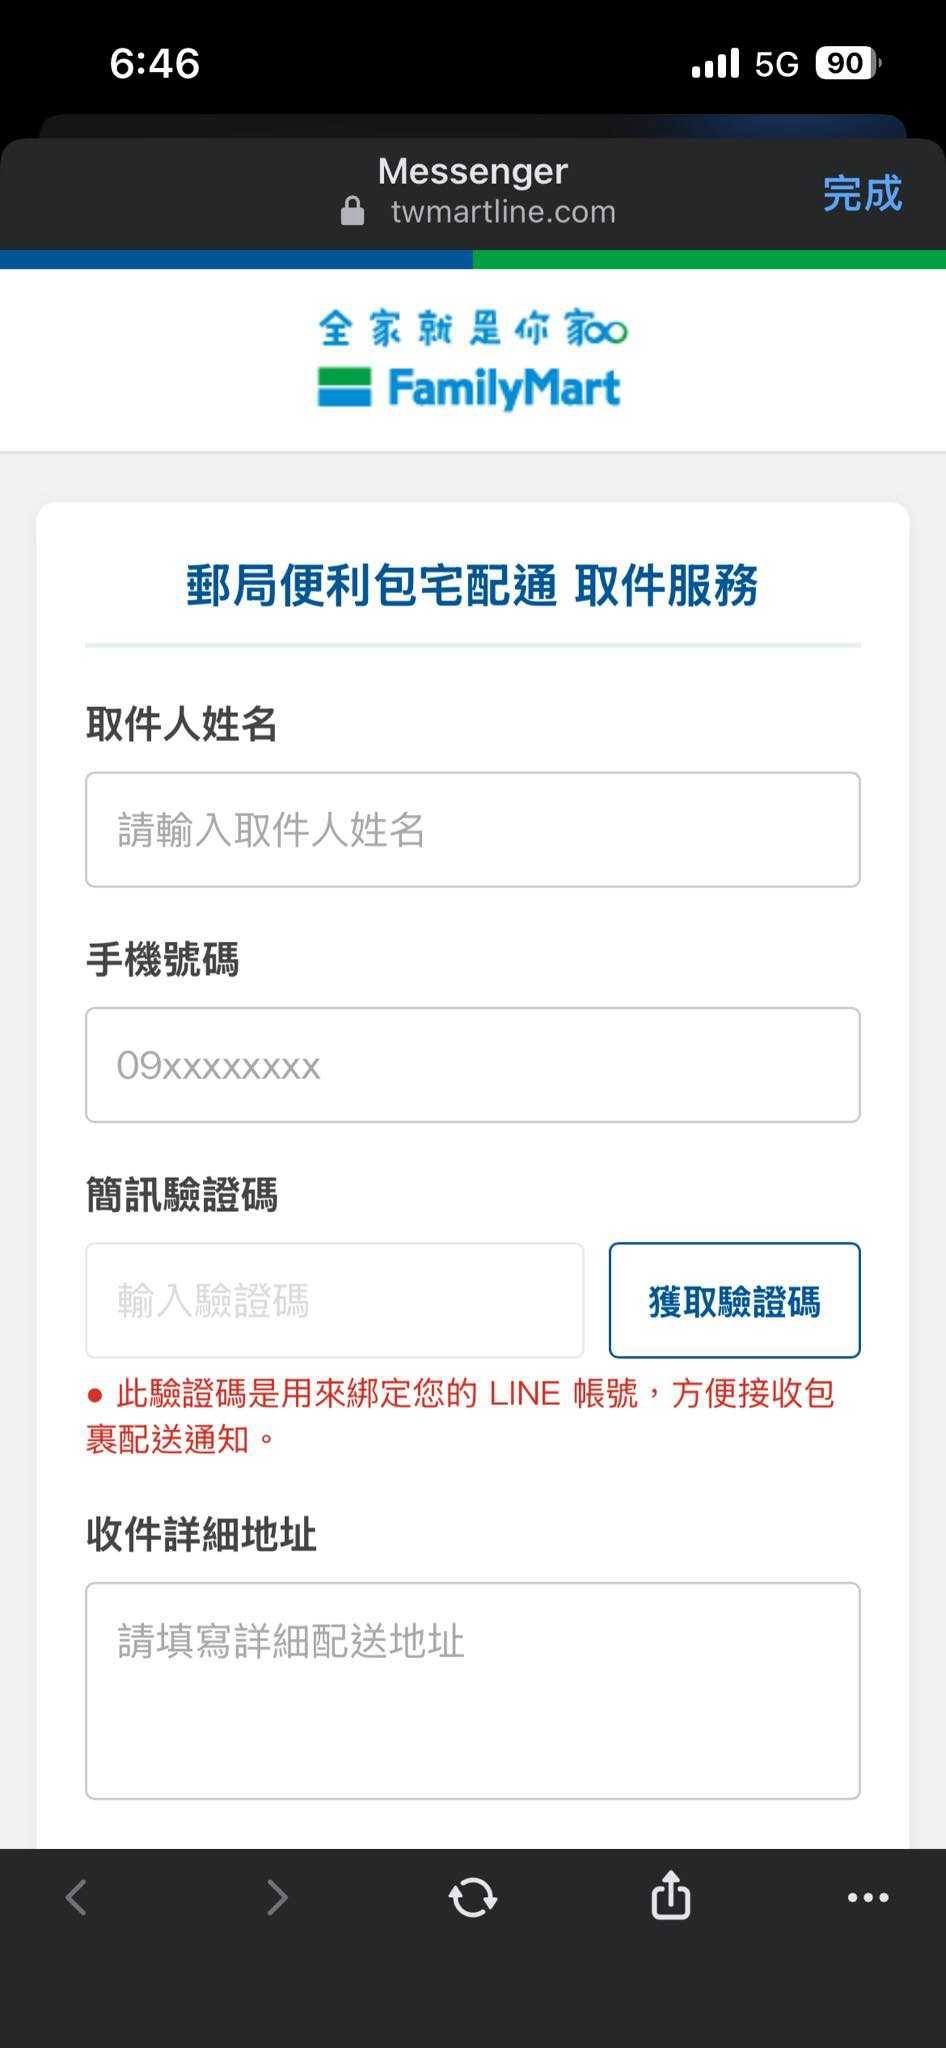 6:46
5G 90
Messenger
twmartline.com
完成
全家就是你家
FamilyMart
郵局便利包宅配通 取件服務
取件人姓名
請輸入取件人姓名
手機號碼
09xxxxxxxx
簡訊驗證碼
輸入驗證碼
獲取驗證碼
● 此驗證碼是用來綁定您的 LINE 帳號，方便接收包
裹配送通知。
收件詳細地址
請填寫詳細配送地址